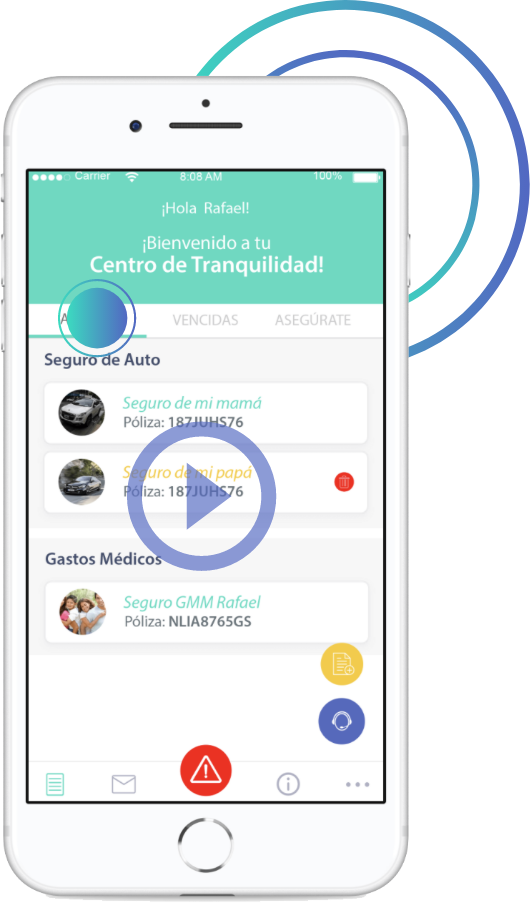 Carrier
8:08 AM
100%
¡Hola Rafael!
¡Bienvenido a tu
Centro de Tranquilidad!
VENCIDAS
ASEGÚRATE
Seguro de Auto
Seguro de mi mamá
Póliza: 187JUHS76
Seguro de mi papá
Póliza: 187JUHS76
Gastos Médicos
Seguro GMM Rafael
Póliza: NLIA8765GS